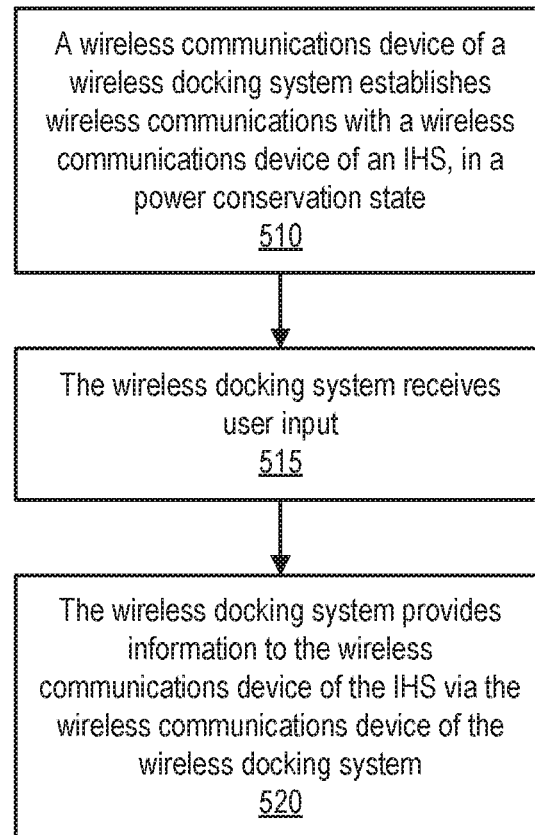 A wireless communications device of a
wireless docking system establishes
wireless communications with a wireless
communications device of an IHS, in a
power conservation state
510
The wireless docking system receives
user input
515
The wireless docking system provides
information to the wireless
communications device of the IHS via the
wireless communications device of the
wireless docking system
520